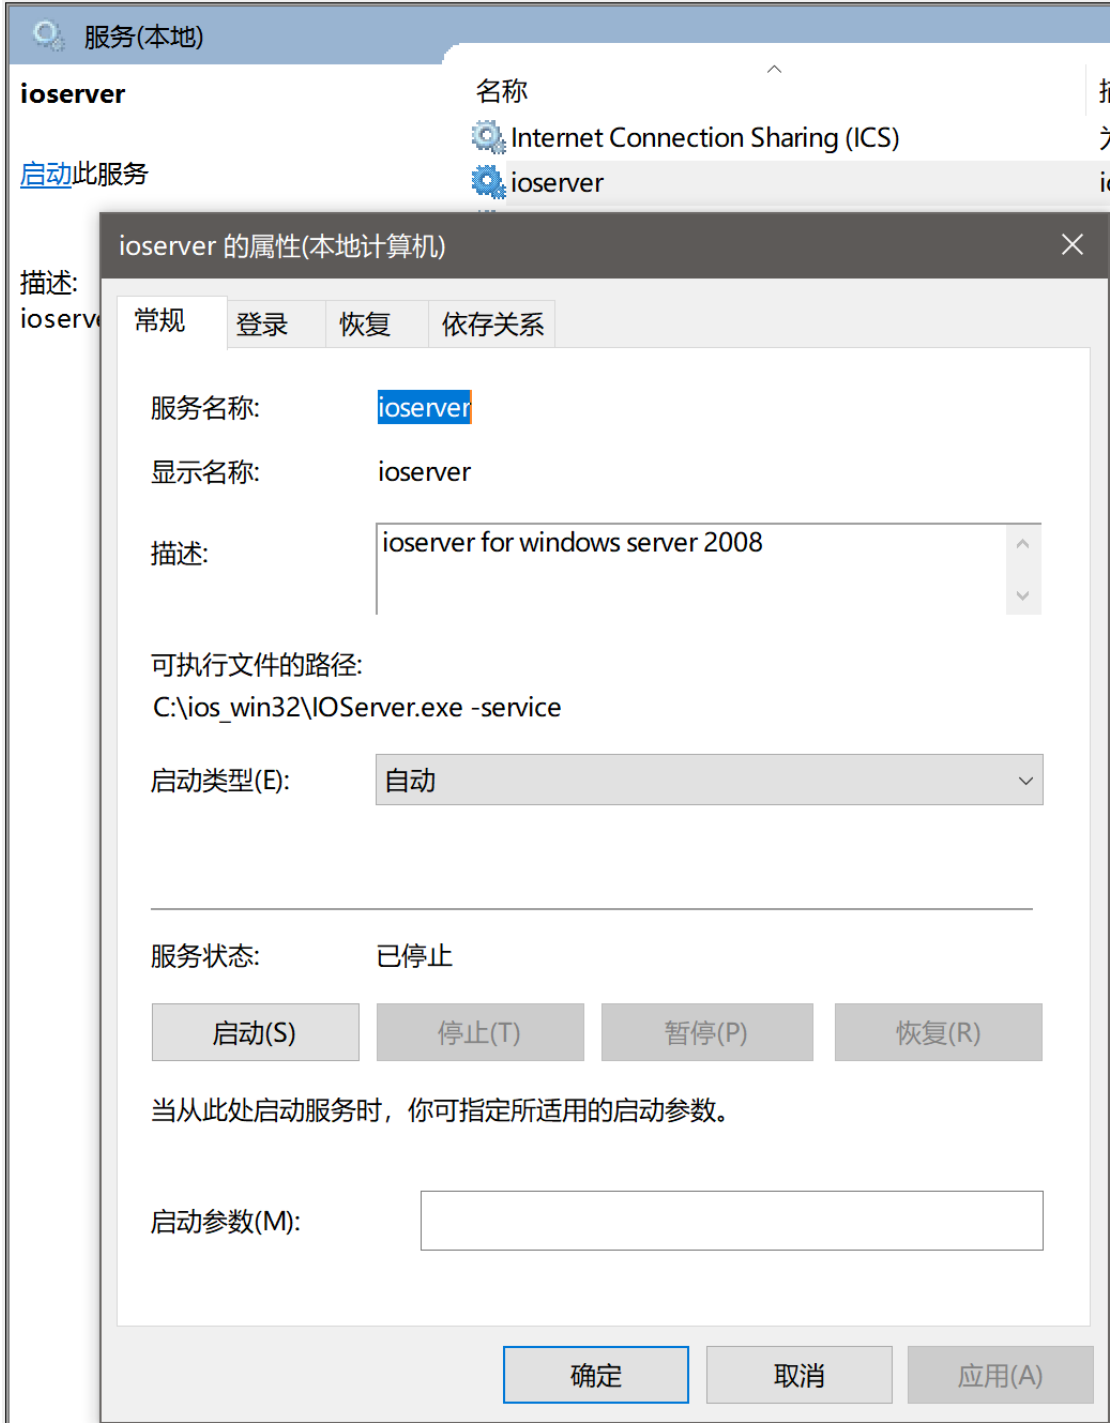 服务(本地)
ioserver
启动此服务
描述:
名称
Internet Connection Sharing (ICS)
ioserver
ioserver 的属性(本地计算机)
常规
登录
恢复
依存关系
服务名称:
ioserver
显示名称:
ioserver
描述:
ioserver for windows server 2008
可执行文件的路径:
C:\ios_win32\IOServer.exe -service
启动类型(E):
自动
服务状态:
已停止
启动(S)
停止(T)
暂停(P)
恢复(R)
当从此处启动服务时，你可指定所适用的启动参数。
启动参数(M):
确定
取消
应用(A)